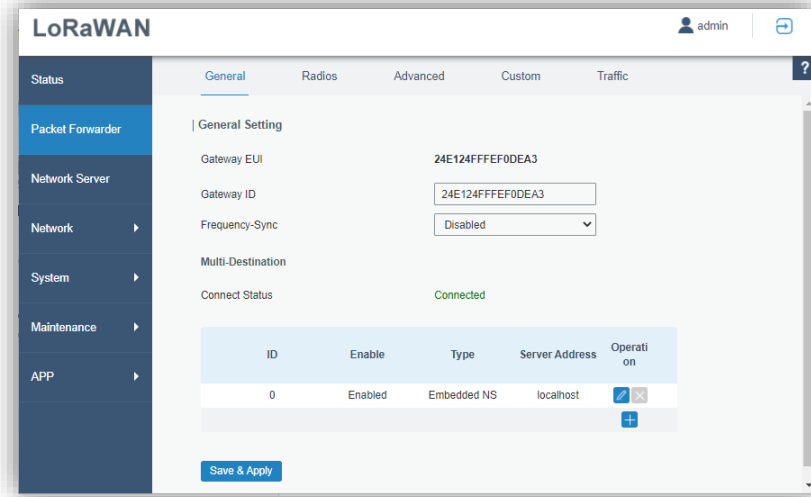 LoRaWAN
admin
?
Status
Packet Forwarder
Network Server
Network
System
Maintenance
APP
General Radios Advanced Custom Traffic
General Setting
Gateway EUI 24E124FFFEF0DEA3
Gateway ID 24E124FFFEF0DEA3
Frequency-Sync Disabled
Multi-Destination
Connect Status Connected
ID Enable Type Server Address Operati
on
0 Enabled Embedded NS localhost
Save & Apply